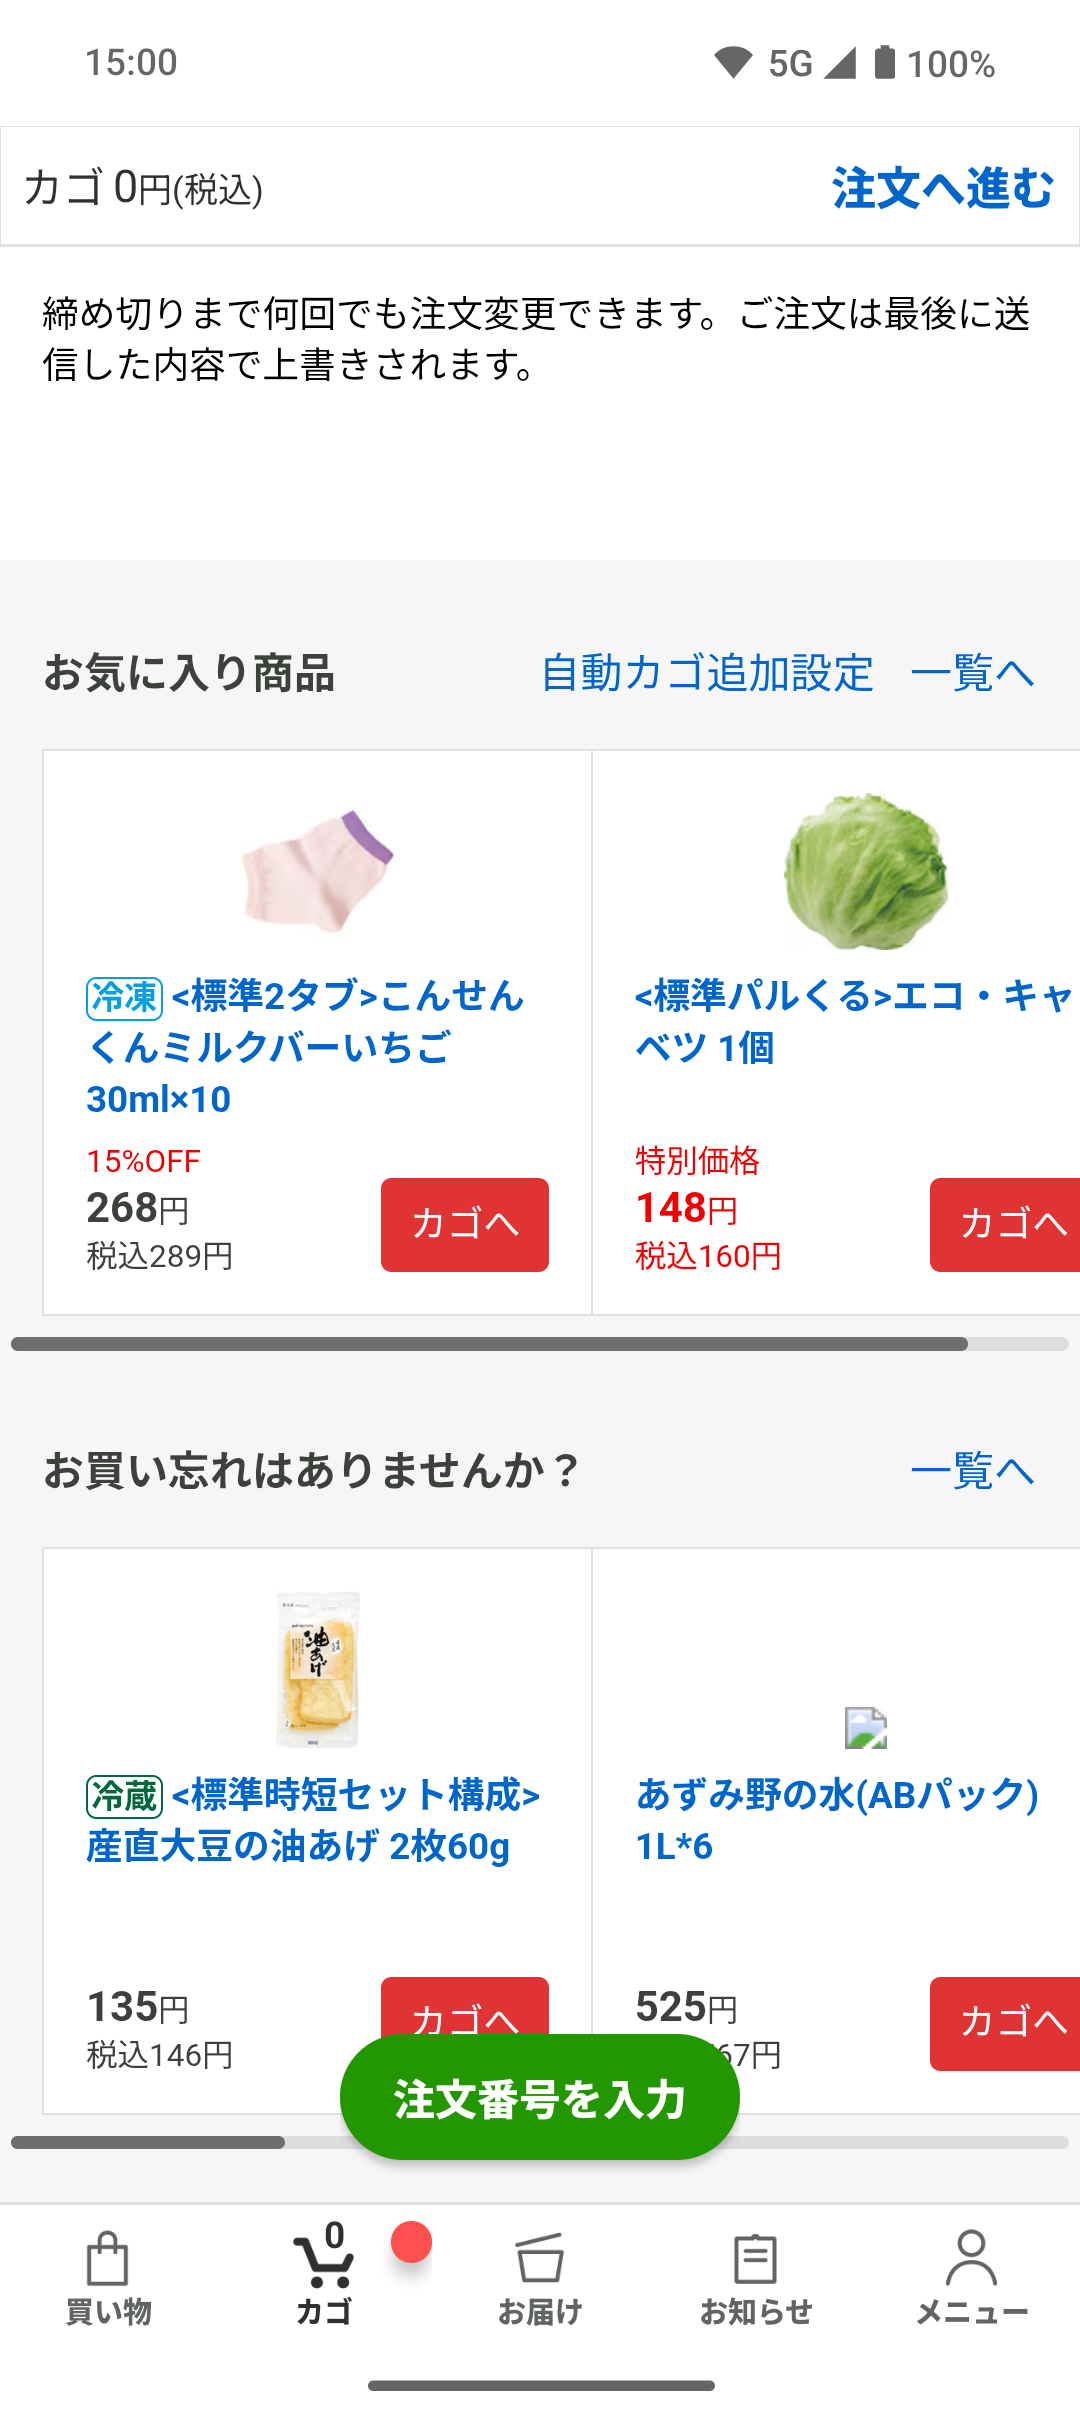 15:00
5G
100%
カゴ 0円(税込)
注文へ進む
締め切りまで何回でも注文変更できます。ご注文は最後に送
信した内容で上書きされます。
お気に入り商品
自動カゴ追加設定
一覧へ
冷凍 <標準2タブ>こんせん
くんミルクバーいちご
30ml×10
15%OFF
268円
税込289円
カゴへ
<標準パルくる>エコ・キャ
ベツ 1個
特別価格
148円
税込160円
カゴへ
お買い忘れはありませんか？
一覧へ
油あげ
冷蔵 <標準時短セット構成>
産直大豆の油あげ 2枚60g
135円
税込146円
カゴへ
あずみ野の水(ABパック)
1L*6
525円
67円
カゴへ
注文番号を入力
0
買い物
カゴ
お届け
お知らせ
メニュー